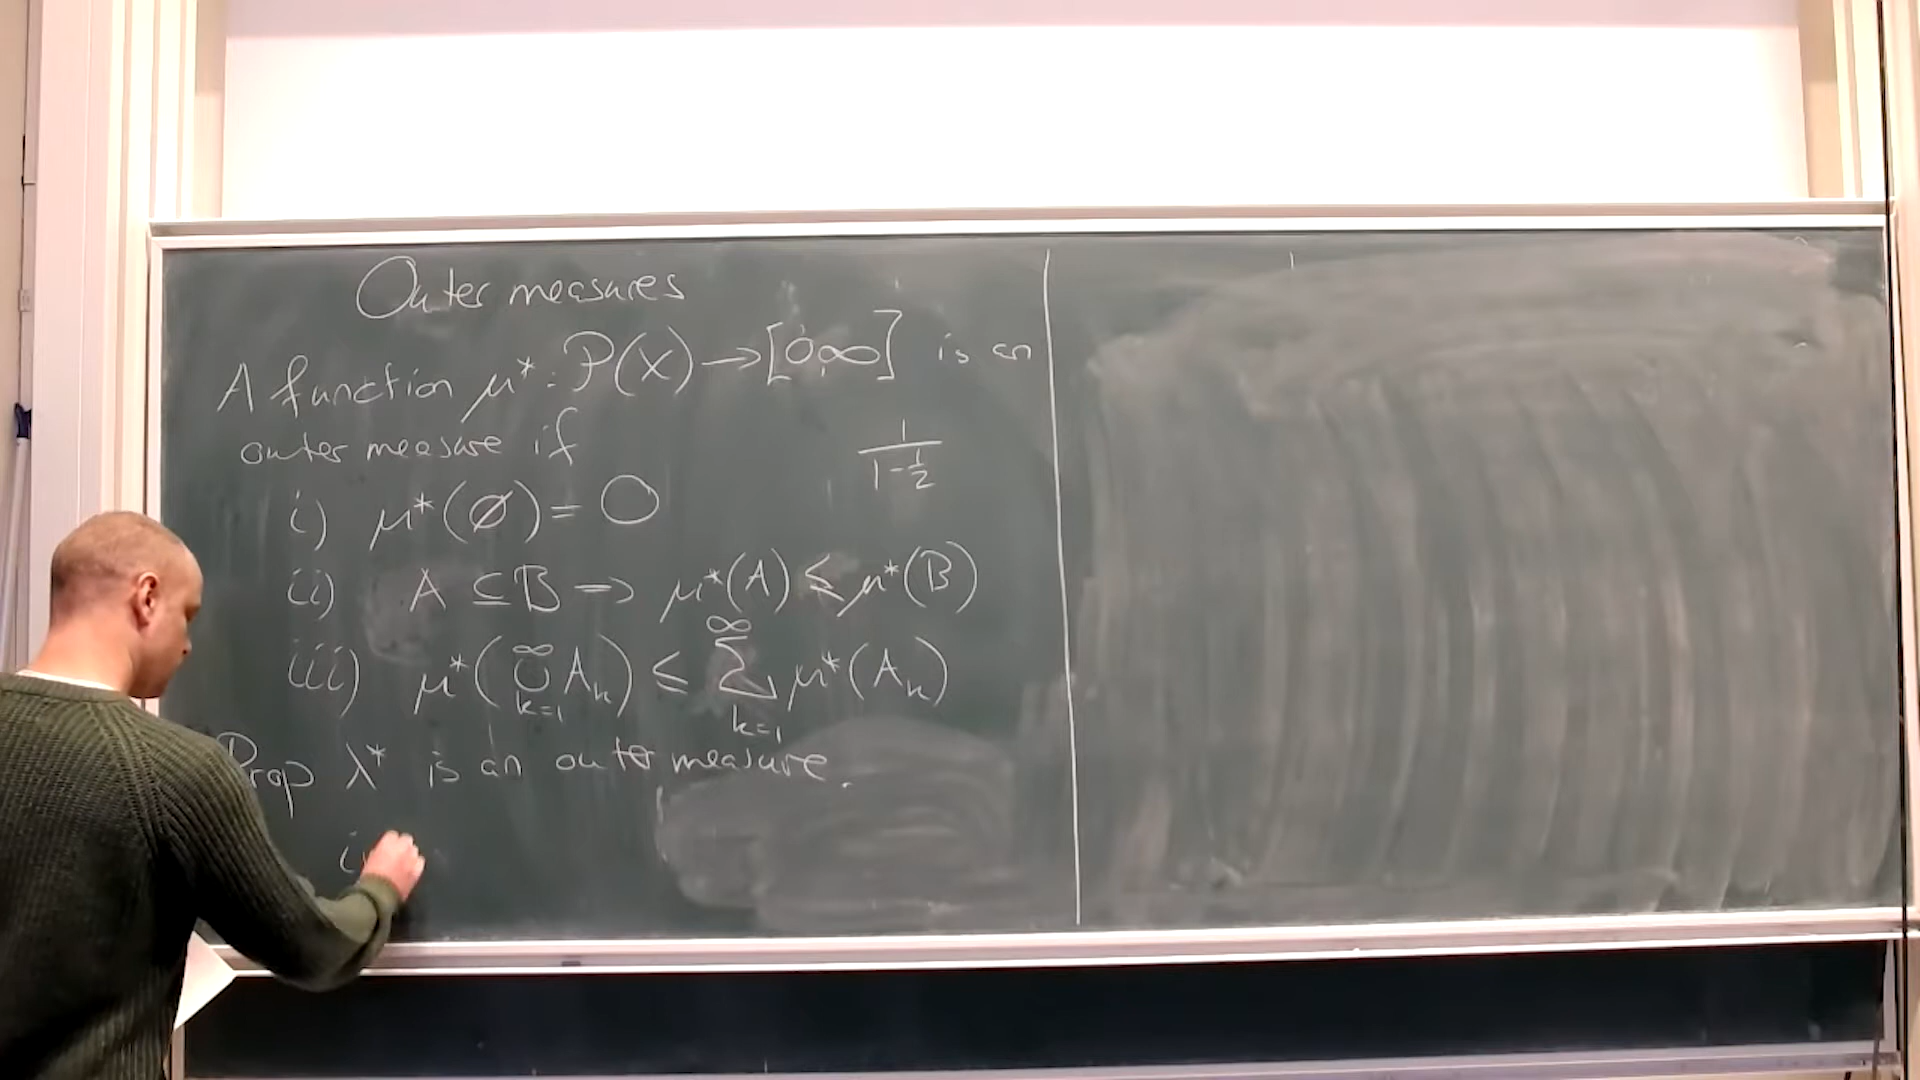 Outer measures
A function μ*: P(X) → [0,∞] is an
outer measure if
1/(1-1/2)
i) μ*(∅) = 0
ii) A ⊆ B ⇒ μ*(A) ≤ μ*(B)
iii) μ*(∪_{k=1}^{∞} A_k) ≤ ∑_{k=1}^{∞} μ*(A_k)
Prop λ* is an outer measure.
i